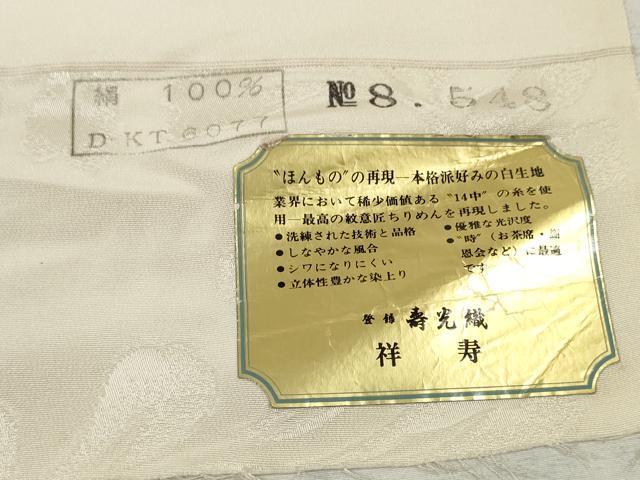 絹 100%
DKT6077
№8.548
"ほんもの"の再現―本格派好みの白生地
業界において稀少価値ある"14中"の糸を使
用―最高の紋意匠ちりめんを再現しました。
●洗練された技術と品格
●しなやかな風合
●シワになりにくい
●立体性豊かな染上り
●優雅な光沢度
●"時"(お茶席・謝
恩会など)に最適
です
登録 壽光織
祥寿